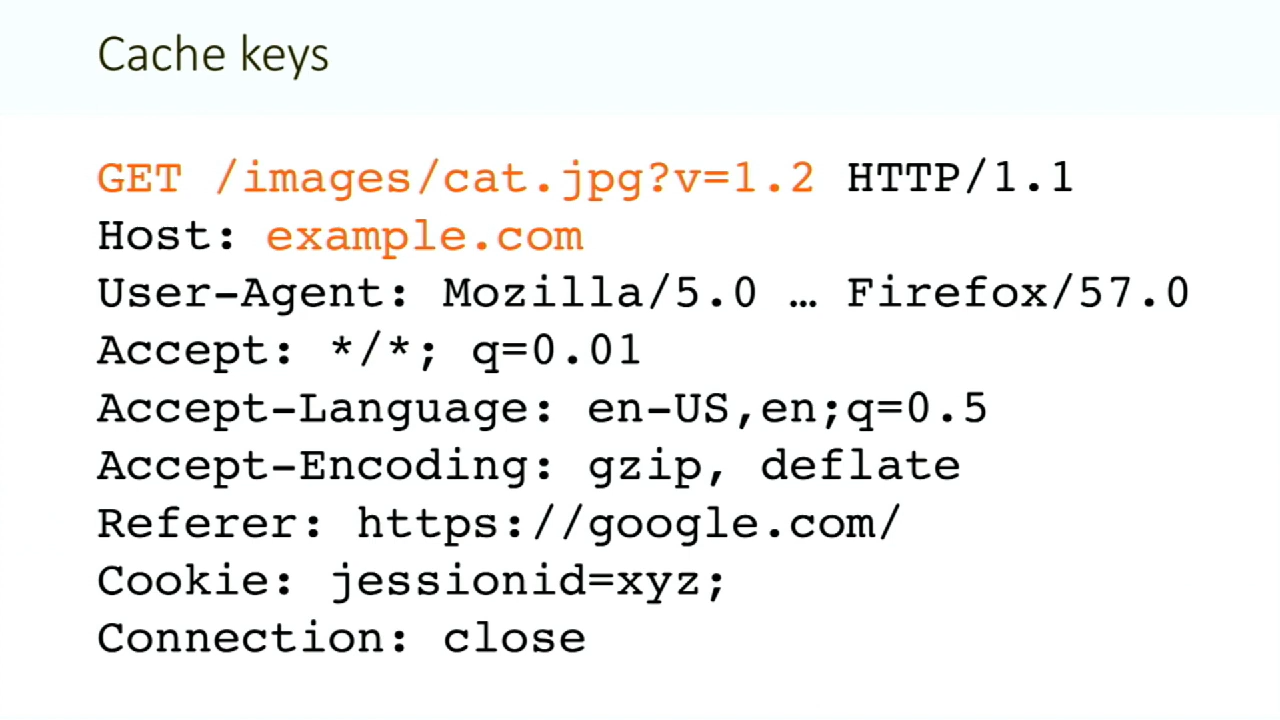 Cache keys
GET /images/cat.jpg?v=1.2 HTTP/1.1
Host: example.com
User-Agent: Mozilla/5.0 … Firefox/57.0
Accept: */*; q=0.01
Accept-Language: en-US,en;q=0.5
Accept-Encoding: gzip, deflate
Referer: https://google.com/
Cookie: jessionid=xyz;
Connection: close